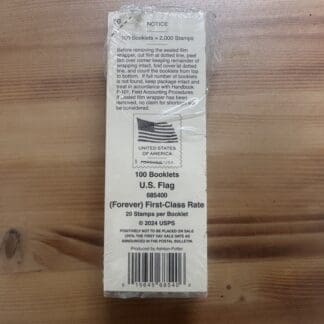 NOTICE
100 Booklets = 2,000 Stamps
Before removing the sealed film
wrapper, cut film at dotted line, peel
film over corner keeping remainder of
wrapping intact, fold cover at dotted
line, and count the booklets from top
to bottom. If full number of booklets
is not found, keep package intact and
treat in accordance with Handbook
F-101, Field Accounting Procedures.
If sealed film wrapper has been
removed, no claim for shortage will
be considered.
UNITED STATES
OF AMERICA
100 Booklets
U.S. Flag
685400
(Forever) First-Class Rate
20 Stamps per Booklet
© 2024 USPS
POSITIVELY NOT TO BE PLACED ON SALE
UNTIL THE FIRST DAY SALE DATE AS
ANNOUNCED IN THE POSTAL BULLETIN.
Produced by Ashton-Potter